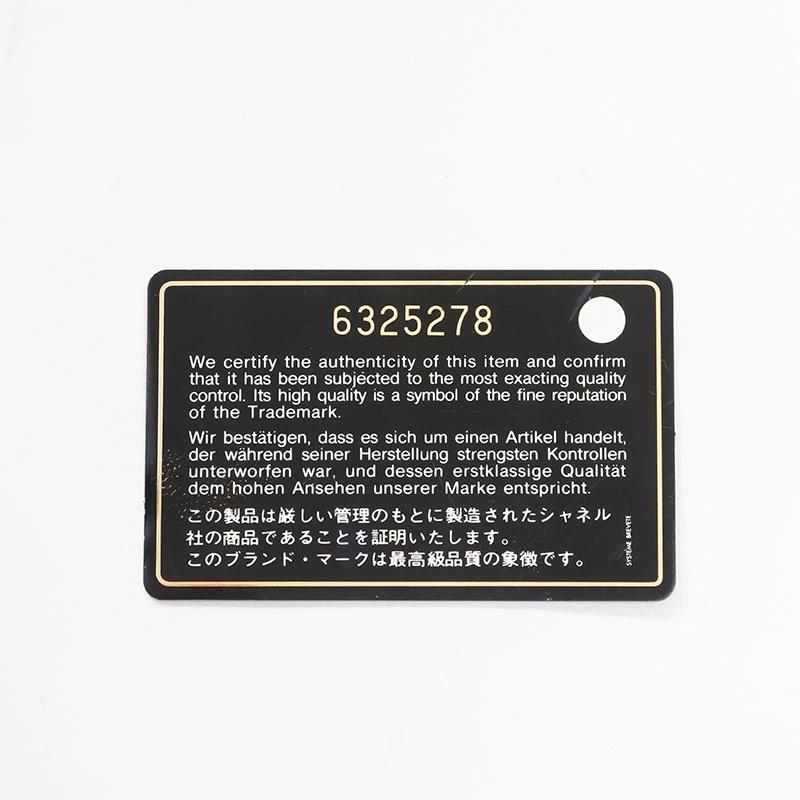 6325278
We certify the authenticity of this item and confirm
that it has been subjected to the most exacting quality
control. Its high quality is a symbol of the fine reputation
of the Trademark.
Wir bestätigen, dass es sich um einen Artikel handelt,
der während seiner Herstellung strengsten Kontrollen
unterworfen war, und dessen erstklassige Qualität
dem hohen Ansehen unserer Marke entspricht.
この製品は厳しい管理のもとに製造されたシャネル
社の商品であることを証明いたします。
このブランド・マークは最高級品質の象徴です。
SYSTÈME BREVETÉ